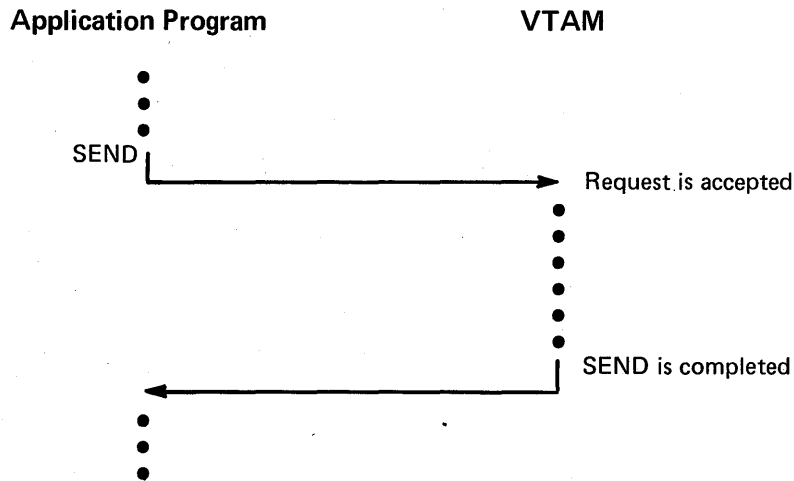 Application Program
VTAM
SEND
Request is accepted
SEND is completed